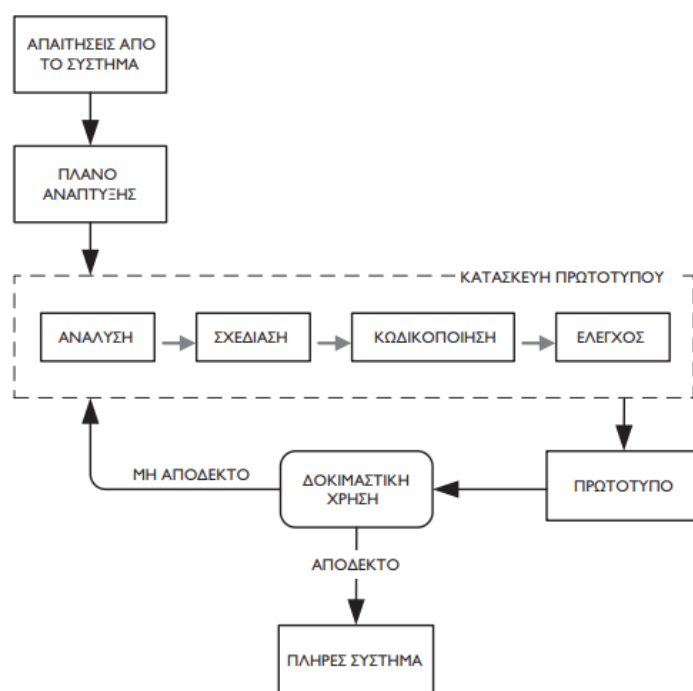 ΑΠΑΙΤΗΣΕΙΣ ΑΠΟ
ΤΟ ΣΥΣΤΗΜΑ
ΠΛΑΝΟ
ΑΝΑΠΤΥΞΗΣ
ΚΑΤΑΣΚΕΥΗ ΠΡΩΤΟΤΥΠΟΥ
ΑΝΑΛΥΣΗ
ΣΧΕΔΙΑΣΗ
ΚΩΔΙΚΟΠΟΙΗΣΗ
ΕΛΕΓΧΟΣ
ΜΗ ΑΠΟΔΕΚΤΟ
ΔΟΚΙΜΑΣΤΙΚΗ
ΧΡΗΣΗ
ΠΡΩΤΟΤΥΠΟ
ΑΠΟΔΕΚΤΟ
ΠΛΗΡΕΣ ΣΥΣΤΗΜΑ